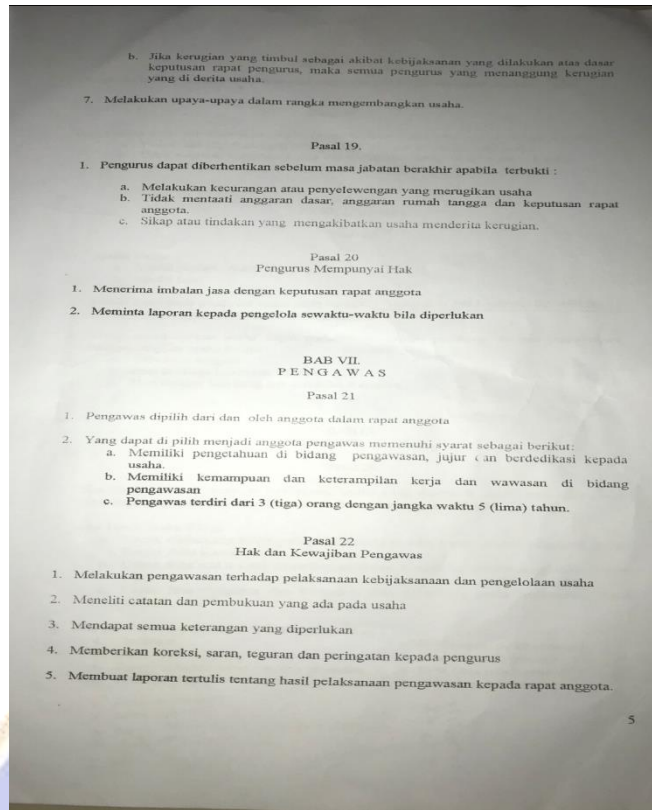 b. Jika kerugian yang timbul sebagai akibat kebijaksanaan yang dilakukan atas dasar
keputusan rapat pengurus, maka semua pengurus yang menanggung kerugian
yang di derita usaha.
7. Melakukan upaya-upaya dalam rangka mengembangkan usaha.
Pasal 19.
1. Pengurus dapat diberhentikan sebelum masa jabatan berakhir apabila terbukti :
a. Melakukan kecurangan atau penyelewengan yang merugikan usaha
b. Tidak mentaati anggaran dasar, anggaran rumah tangga dan keputusan rapat
anggota.
c. Sikap atau tindakan yang mengakibatkan usaha menderita kerugian.
Pasal 20
Pengurus Mempunyai Hak
1. Menerima imbalan jasa dengan keputusan rapat anggota
2. Meminta laporan kepada pengelola sewaktu-waktu bila diperlukan
BAB VII.
P E N G A W A S
Pasal 21
1. Pengawas dipilih dari dan oleh anggota dalam rapat anggota
2. Yang dapat di pilih menjadi anggota pengawas memenuhi syarat sebagai berikut:
a. Memiliki pengetahuan di bidang pengawasan, jujur dan berdedikasi kepada
usaha.
b. Memiliki kemampuan dan keterampilan kerja dan wawasan di bidang
pengawasan
c. Pengawas terdiri dari 3 (tiga) orang dengan jangka waktu 5 (lima) tahun.
Pasal 22
Hak dan Kewajiban Pengawas
1. Melakukan pengawasan terhadap pelaksanaan kebijaksanaan dan pengelolaan usaha
2. Meneliti catatan dan pembukuan yang ada pada usaha
3. Mendapat semua keterangan yang diperlukan
4. Memberikan koreksi, saran, teguran dan peringatan kepada pengurus
5. Membuat laporan tertulis tentang hasil pelaksanaan pengawasan kepada rapat anggota.
5